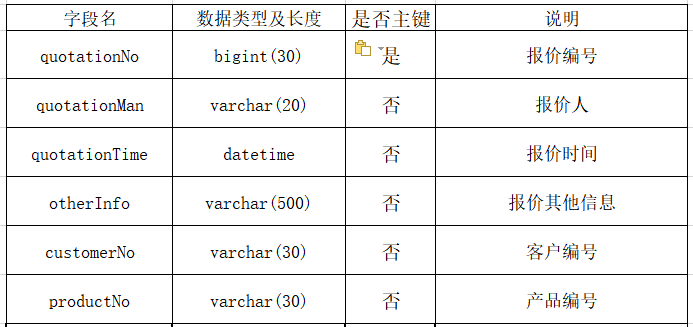 字段名 数据类型及长度 是否主键 说明
quotationNo bigint(30) 是 报价编号
quotationMan varchar(20) 否 报价人
quotationTime datetime 否 报价时间
otherInfo varchar(500) 否 报价其他信息
customerNo varchar(30) 否 客户编号
productNo varchar(30) 否 产品编号